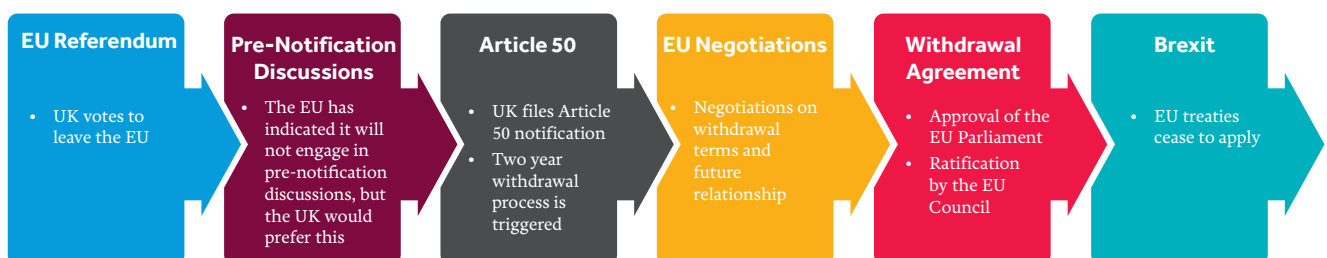 EU Referendum
• UK votes to
leave the EU
Pre-Notification
Discussions
• The EU has
indicated it will
not engage in
pre-notification
discussions, but
the UK would
prefer this
Article 50
• UK files Article
50 notification
• Two year
withdrawal
process is
triggered
EU Negotiations
• Negotiations on
withdrawal
terms and
future
relationship
Withdrawal
Agreement
• Approval of the
EU Parliament
• Ratification
by the EU
Council
Brexit
• EU treaties
cease to apply